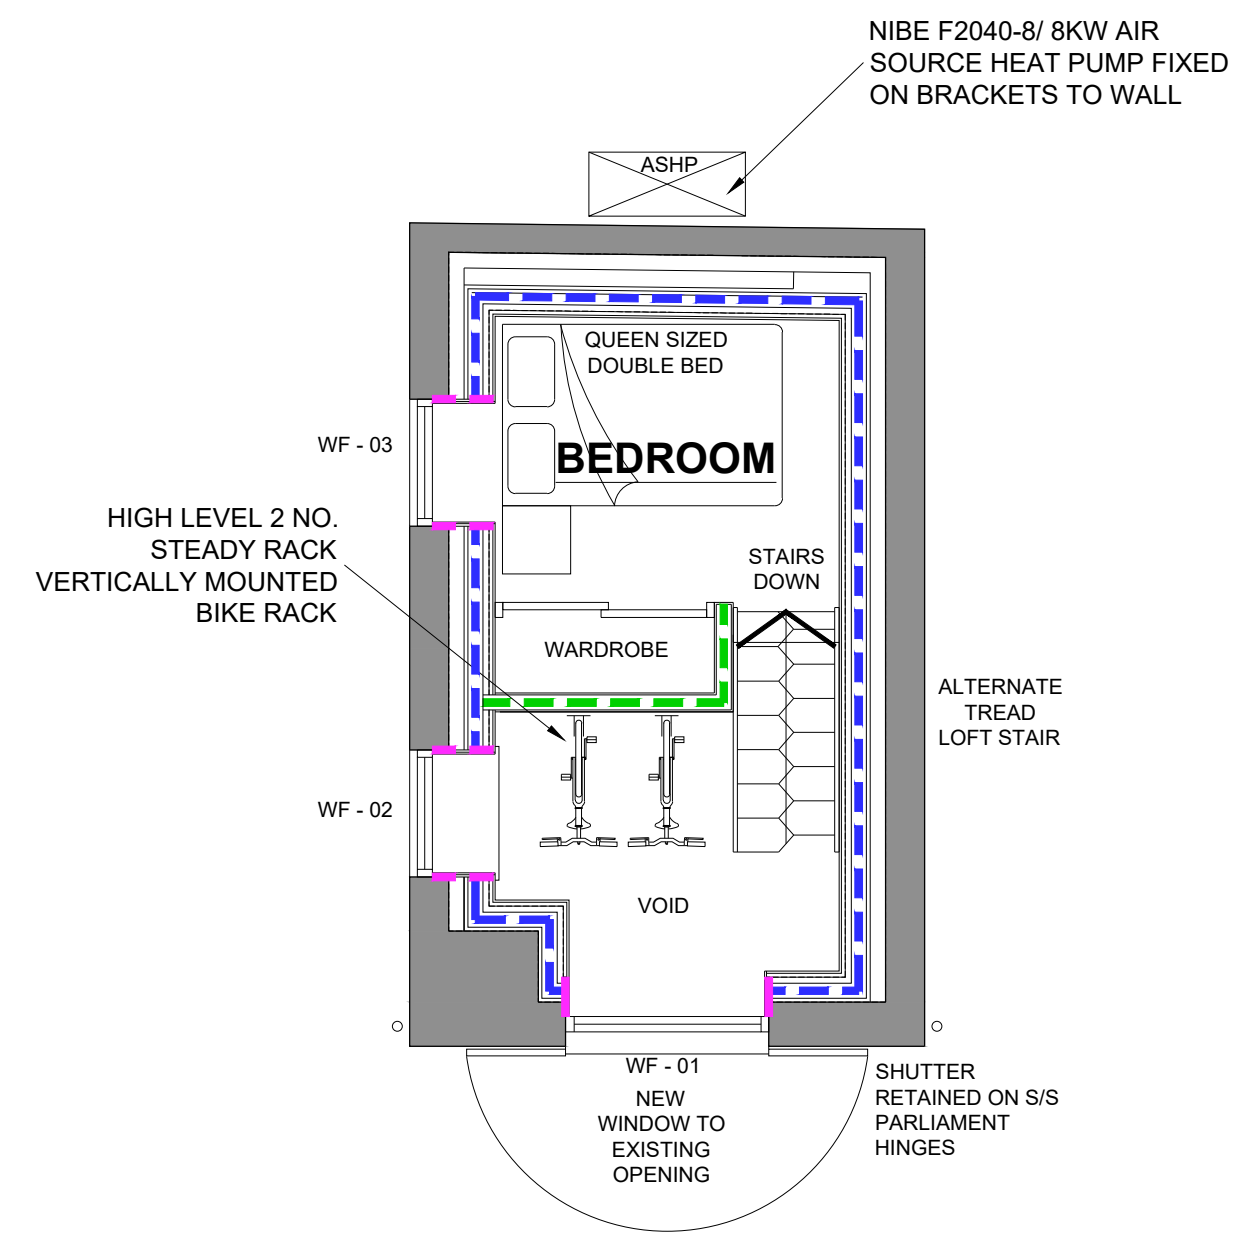 NIBE F2040-8/ 8KW AIR
SOURCE HEAT PUMP FIXED
ON BRACKETS TO WALL
ASHP
QUEEN SIZED
DOUBLE BED
BEDROOM
WF - 03
HIGH LEVEL 2 NO.
STEADY RACK
VERTICALLY MOUNTED
BIKE RACK
STAIRS
DOWN
WARDROBE
ALTERNATE
TREAD
LOFT STAIR
WF - 02
VOID
WF - 01
NEW
WINDOW TO
EXISTING
OPENING
SHUTTER
RETAINED ON S/S
PARLIAMENT
HINGES